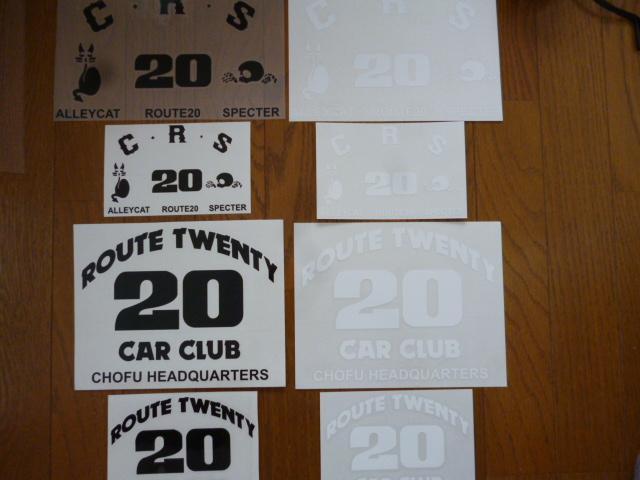 C·R·S
20
ALLEYCAT ROUTE20 SPECTER
C·R·S
20
C·R·S
20
ALLEYCAT ROUTE20 SPECTER
C·R·S
20
ROUTE TWENTY
20
CAR CLUB
CHOFU HEADQUARTERS
ROUTE TWENTY
20
CAR CLUB
CHOFU HEADQUARTERS
ROUTE TWENTY
20
ROUTE TWENTY
20